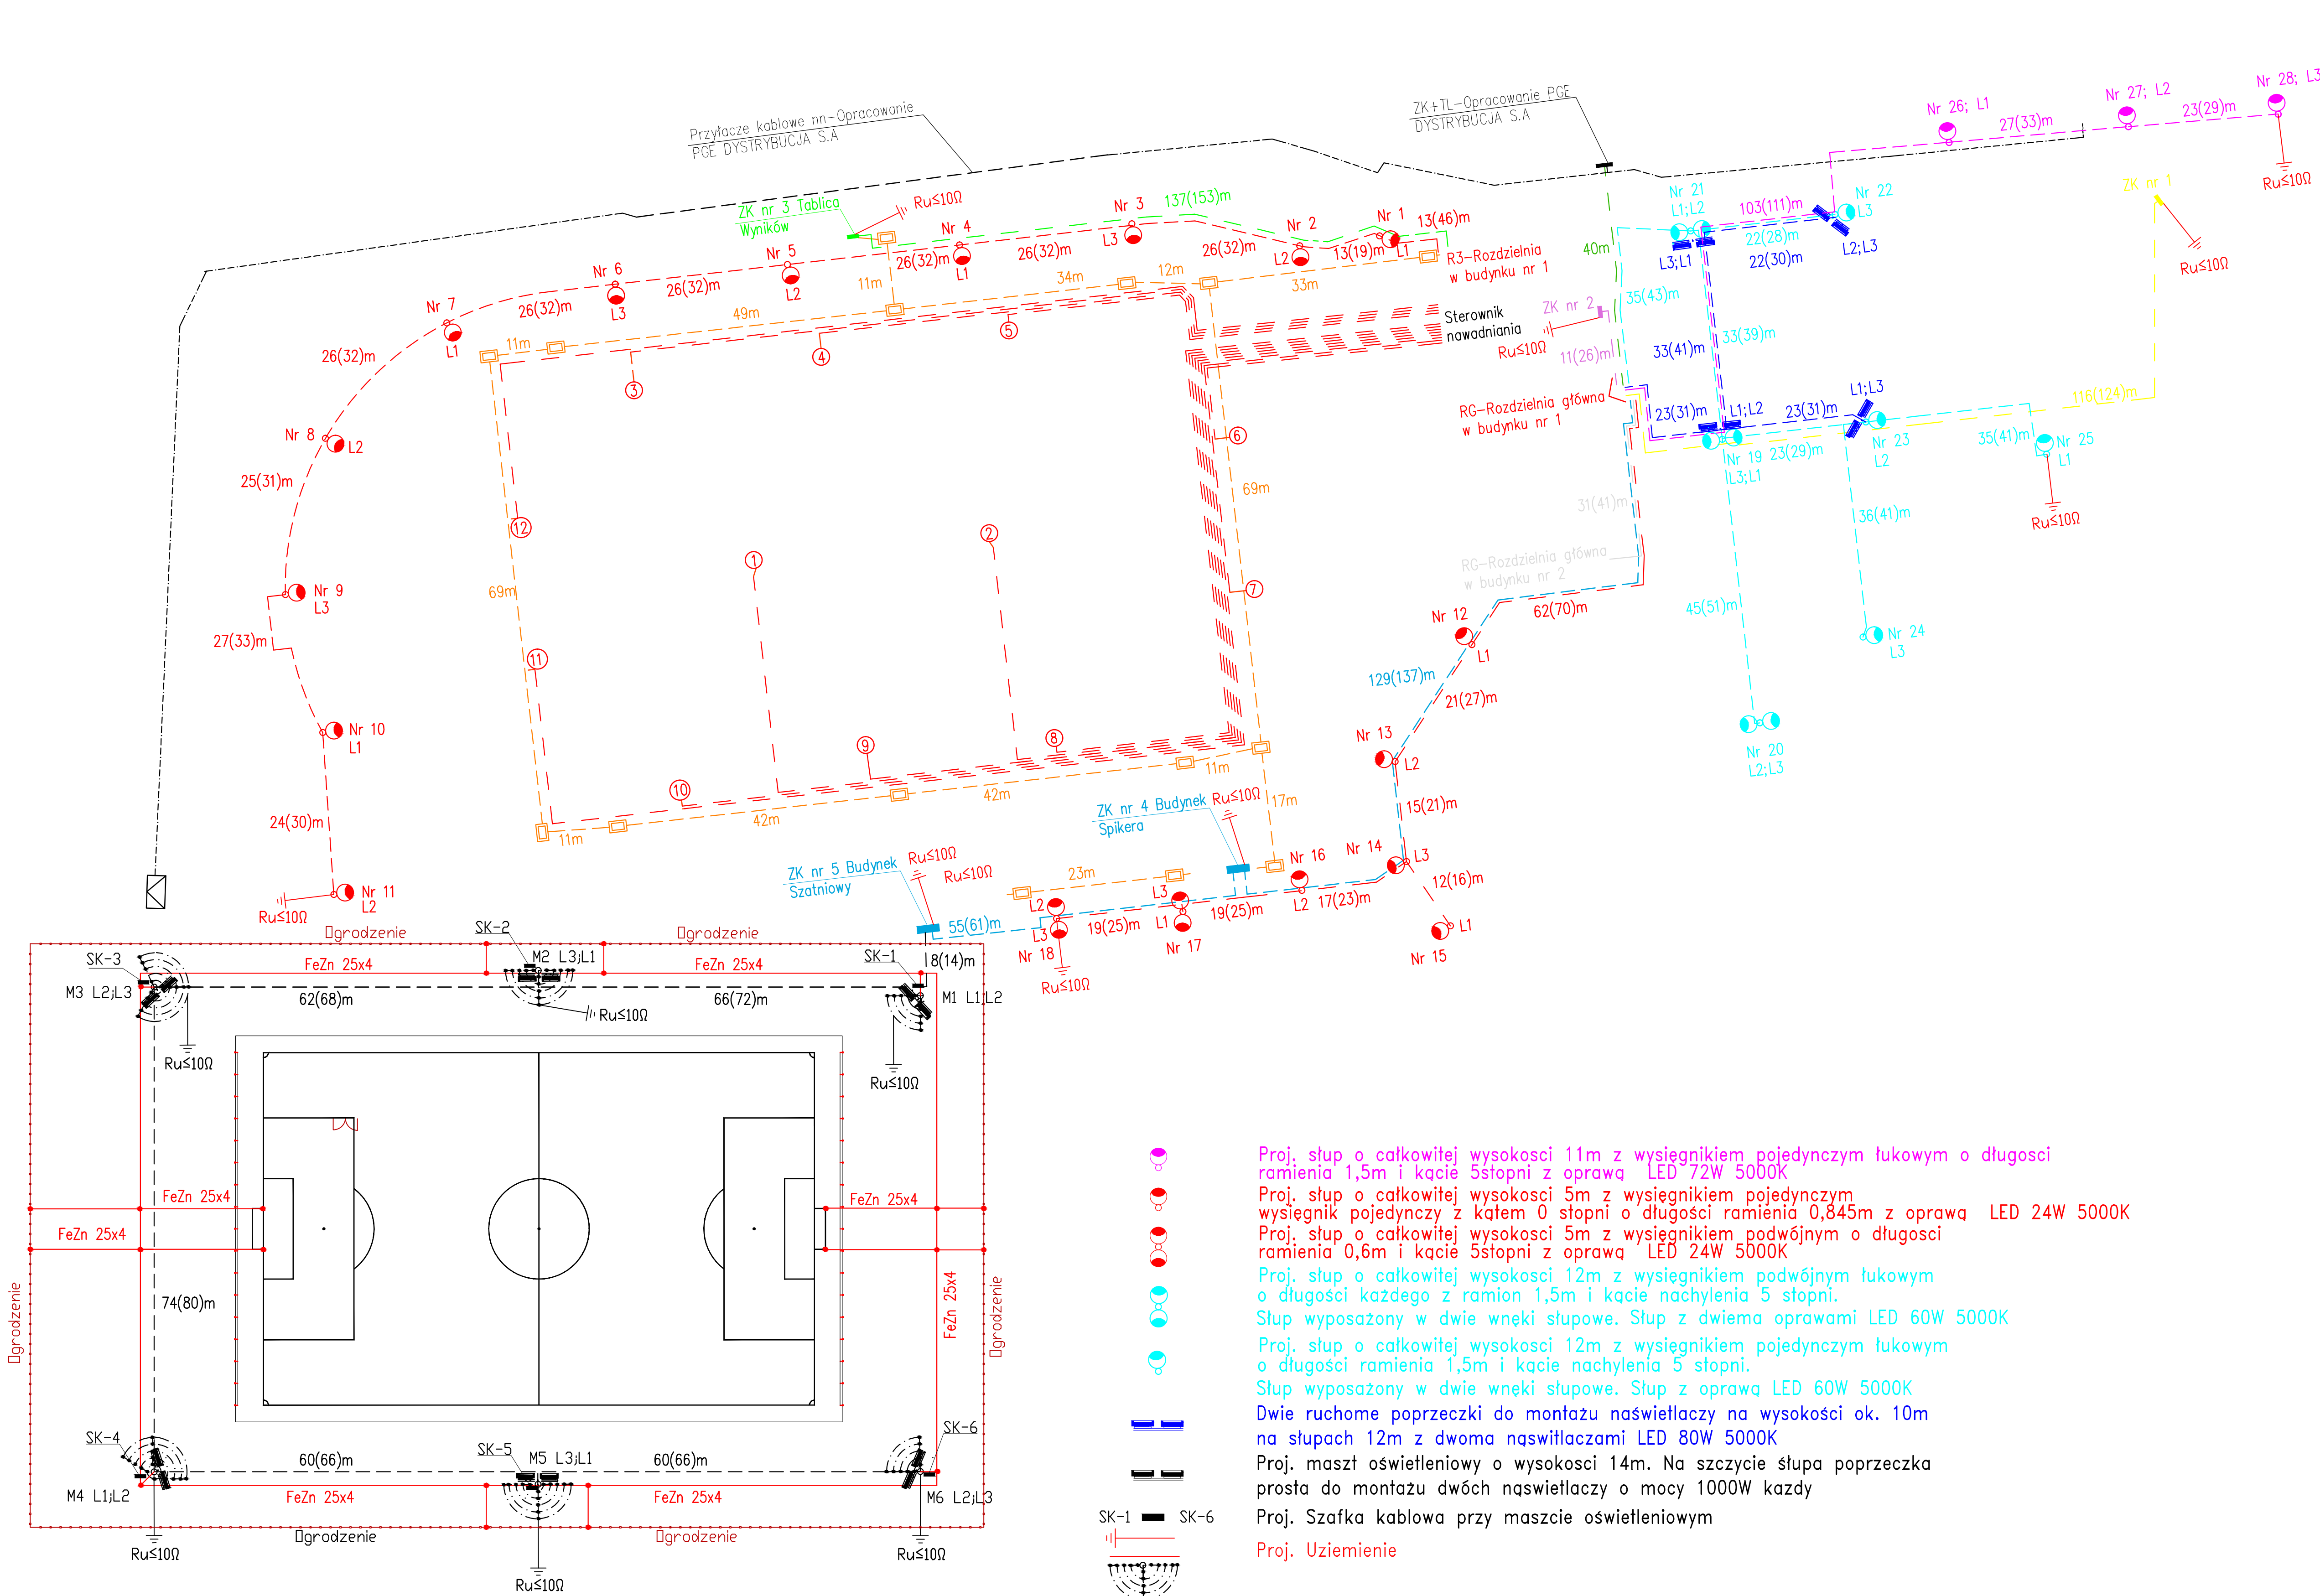 Przyłacze kablowe nn-Opracowanie
PGE DYSTRYBUCJA S.A
ZK+TL-Opracowanie PGE
DYSTRYBUCJA S.A
Nr 26; L1
27(33)m
Nr 27; L2
23(29)m
Nr 28; L3
Ru≤10Ω
ZK nr 3 Tablica
Wyników
Ru≤10Ω
Nr 4
L1
Nr 3
L3
137(153)m
Nr 2
L2
Nr 1
L1
13(46)m
13(19)m
26(32)m
26(32)m
26(32)m
R3-Rozdzielnia
w budynku nr 1
40m
Nr 21
L1;L2
103(111)m
Nr 22
L3
L2;L3
22(28)m
22(30)m
L3;L1
ZK nr 1
Ru≤10Ω
Nr 5
L2
26(32)m
Nr 6
L3
26(32)m
Nr 7
L1
26(32)m
Nr 8
L2
25(31)m
Nr 9
L3
27(33)m
Nr 10
L1
24(30)m
Nr 11
L2
Ru≤10Ω
11m
49m
11m
34m
12m
33m
3
4
5
Sterownik
nawadniania
ZK nr 2
Ru≤10Ω
11(26)m
35(43)m
33(41)m
33(39)m
RG-Rozdzielnia główna
w budynku nr 1
23(31)m
L1;L2
23(31)m
L1;L3
116(124)m
Nr 19
L3;L1
23(29)m
Nr 23
L2
35(41)m
Nr 25
L1
Ru≤10Ω
36(41)m
Nr 24
L3
45(51)m
Nr 20
L2;L3
31(41)m
RG-Rozdzielnia główna
w budynku nr 2
6
69m
7
12
69m
11
1
2
10
9
8
11m
42m
42m
11m
17m
Nr 12
L1
62(70)m
129(137)m
21(27)m
Nr 13
L2
15(21)m
Nr 14
L3
12(16)m
L1
Nr 15
ZK nr 4 Budynek
Spikera
Ru≤10Ω
Nr 16
L2
17(23)m
19(25)m
L3
L1
Nr 17
19(25)m
23m
L2
L3
Nr 18
Ru≤10Ω
ZK nr 5 Budynek
Szatniowy
Ru≤10Ω
Ru≤10Ω
55(61)m
8(14)m
Ogrodzenie
Ogrodzenie
SK-3
SK-2
SK-1
FeZn 25x4
M2 L3;L1
FeZn 25x4
M3 L2;L3
62(68)m
66(72)m
M1 L1;L2
Ru≤10Ω
Ru≤10Ω
Ru≤10Ω
FeZn 25x4
FeZn 25x4
FeZn 25x4
FeZn 25x4
Ogrodzenie
Ogrodzenie
74(80)m
SK-4
SK-5
SK-6
60(66)m
M5 L3;L1
60(66)m
M4 L1;L2
FeZn 25x4
FeZn 25x4
M6 L2;L3
Ogrodzenie
Ogrodzenie
Ru≤10Ω
Ru≤10Ω
Ru≤10Ω
Proj. słup o całkowitej wysokosci 11m z wysięgnikiem pojedynczym łukowym o długosci
ramienia 1,5m i kącie 5stopni z oprawą LED 72W 5000K
Proj. słup o całkowitej wysokosci 5m z wysięgnikiem pojedynczym
wysięgnik pojedynczy z kątem 0 stopni o długości ramienia 0,845m z oprawą LED 24W 5000K
Proj. słup o całkowitej wysokosci 5m z wysięgnikiem podwójnym o długosci
ramienia 0,6m i kącie 5stopni z oprawą LED 24W 5000K
Proj. słup o całkowitej wysokosci 12m z wysięgnikiem podwójnym łukowym
o długości każdego z ramion 1,5m i kącie nachylenia 5 stopni.
Słup wyposażony w dwie wnęki słupowe. Słup z dwiema oprawami LED 60W 5000K
Proj. słup o całkowitej wysokosci 12m z wysięgnikiem pojedynczym łukowym
o długości ramienia 1,5m i kącie nachylenia 5 stopni.
Słup wyposażony w dwie wnęki słupowe. Słup z oprawą LED 60W 5000K
Dwie ruchome poprzeczki do montażu naświetlaczy na wysokości ok. 10m
na słupach 12m z dwoma nąswitlaczami LED 80W 5000K
Proj. maszt oświetleniowy o wysokosci 14m. Na szczycie słupa poprzeczka
prosta do montażu dwóch nąswietlaczy o mocy 1000W kazdy
SK-1
SK-6
Proj. Szafka kablowa przy maszcie oświetleniowym
Proj. Uziemienie